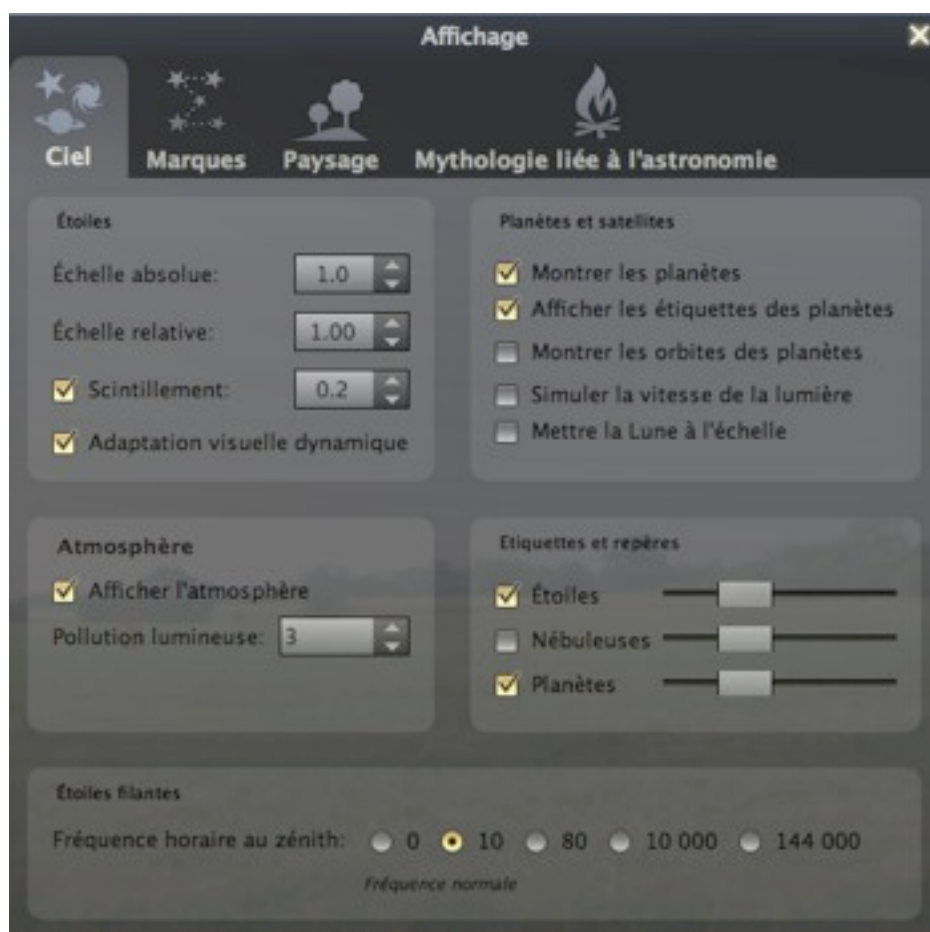 Affichage
Ciel
Marques
Paysage
Mythologie liée à l'astronomie
Étoiles
Échelle absolue: 1.0
Échelle relative: 1.00
Scintillement: 0.2
Adaptation visuelle dynamique
Planètes et satellites
Montrer les planètes
Afficher les étiquettes des planètes
Montrer les orbites des planètes
Simuler la vitesse de la lumière
Mettre la Lune à l'échelle
Atmosphère
Afficher l'atmosphère
Pollution lumineuse: 3
Etiquettes et repères
Étoiles
Nébuleuses
Planètes
Étoiles filantes
Fréquence horaire au zénith: 0 10 80 10 000 144 000
Fréquence normale